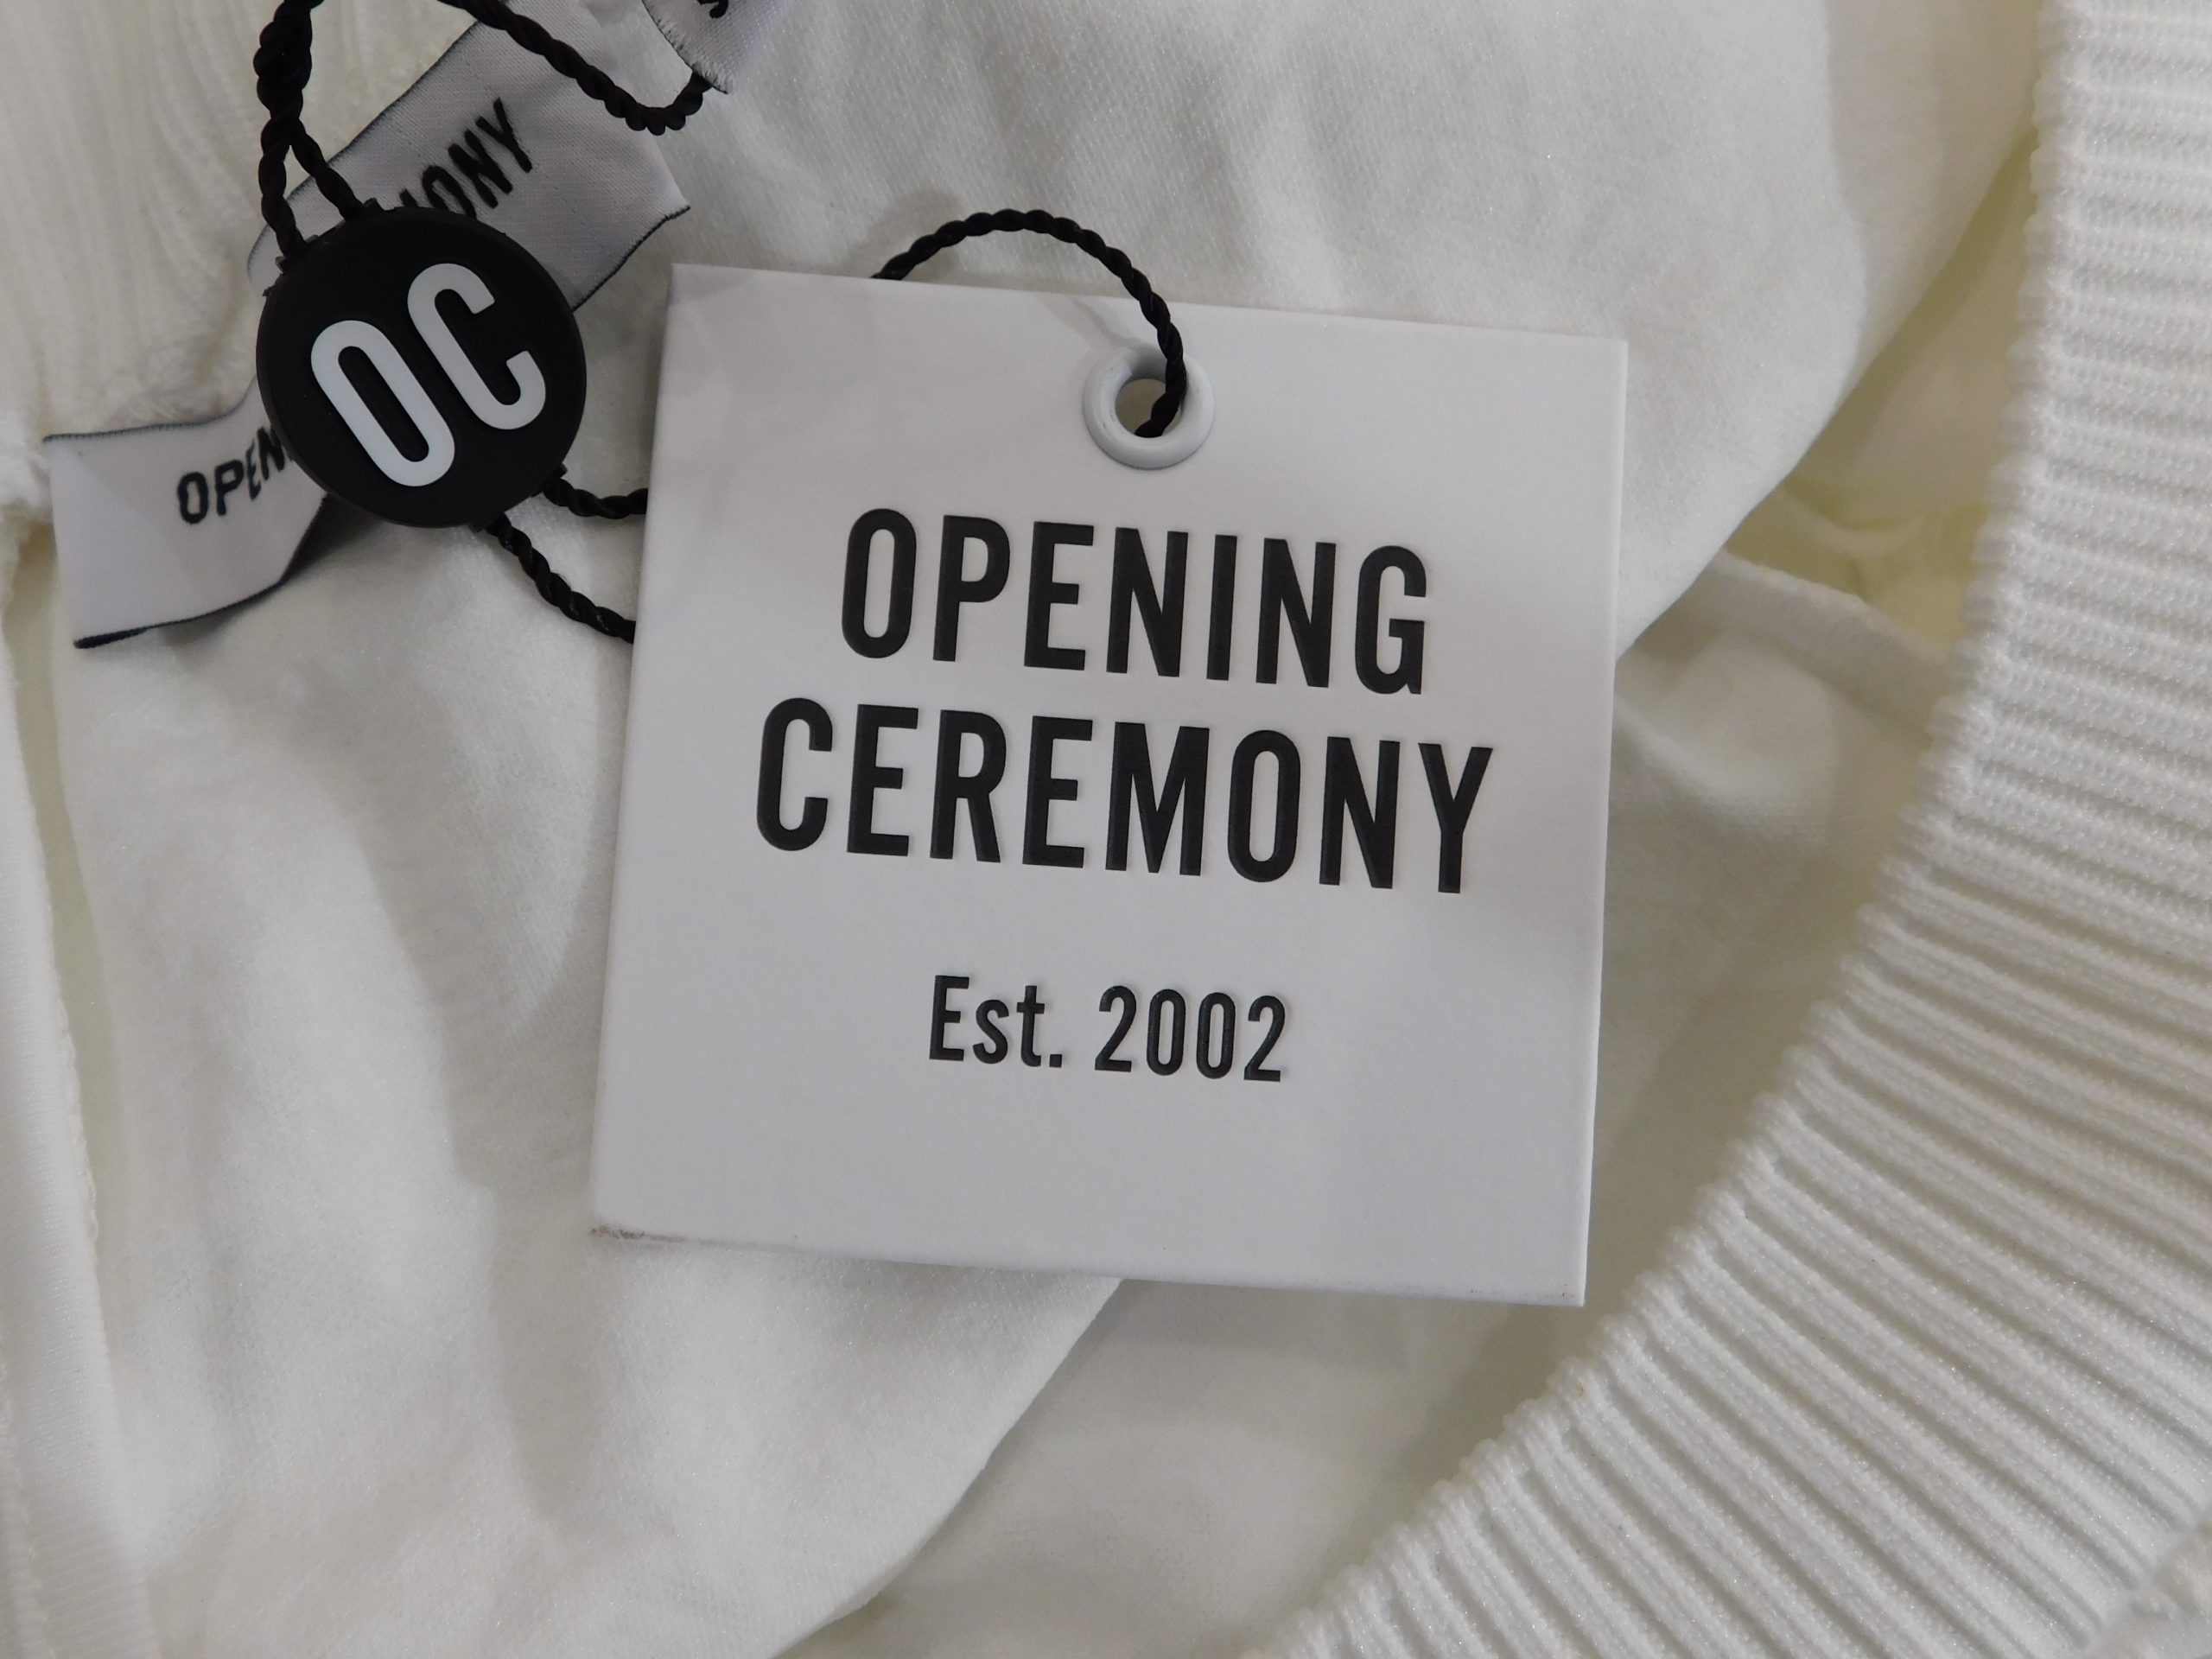 OC
OPENING
CEREMONY
Est. 2002